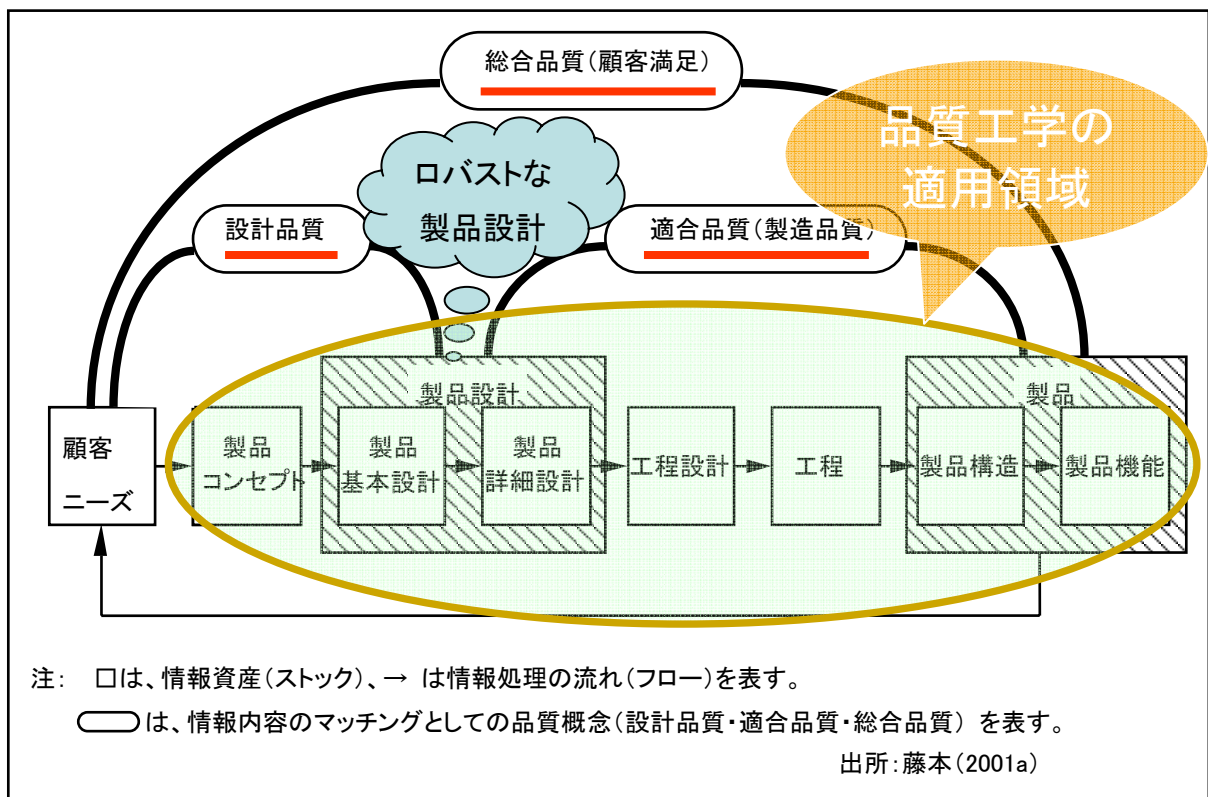 総合品質(顧客満足)
品質工学の
適用領域
ロバストな
製品設計
設計品質
適合品質(製造品質)
製品設計
製品
顧客
ニーズ
製品
コンセプト
製品
基本設計
製品
詳細設計
工程設計
工程
製品構造
製品機能
注: 口は、情報資産(ストック)、→ は情報処理の流れ(フロー)を表す。
は、情報内容のマッチングとしての品質概念(設計品質・適合品質・総合品質) を表す。
出所:藤本(2001a)